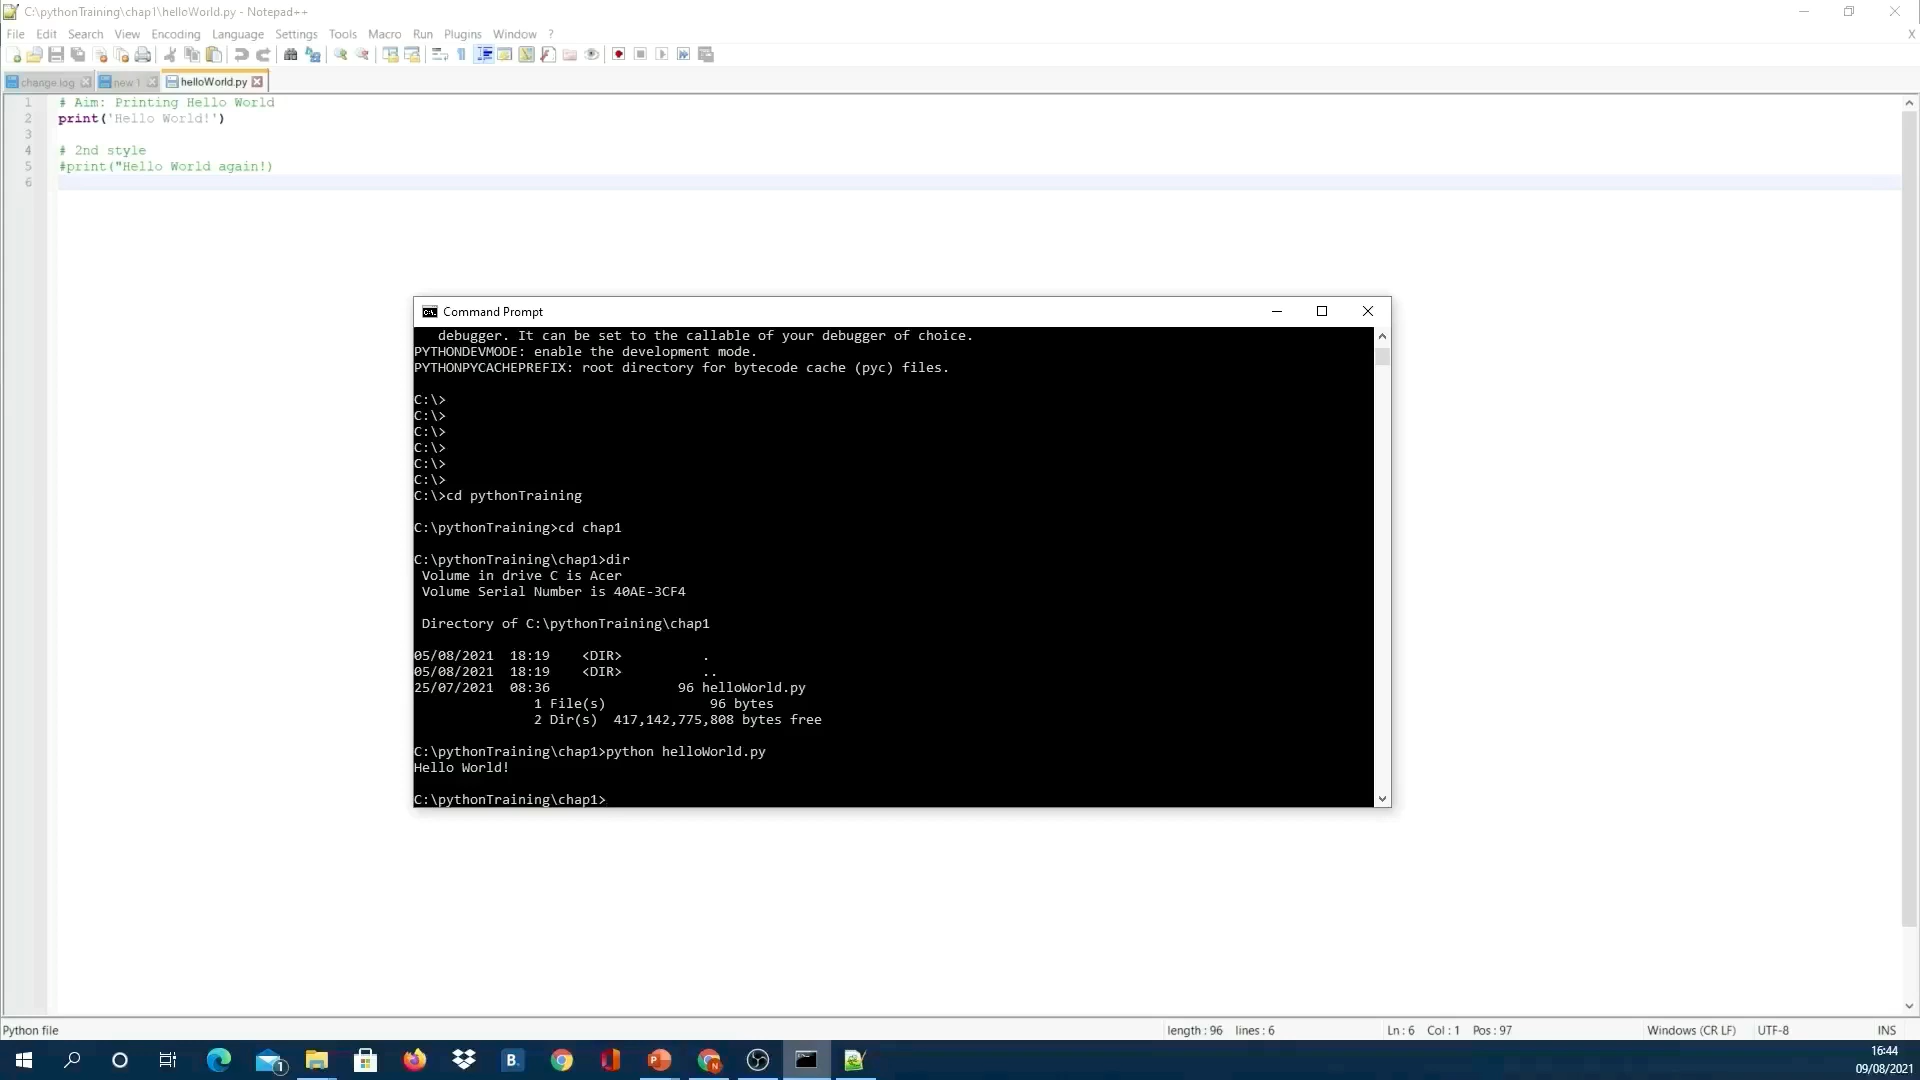 C:\pythonTraining\chap1\helloWorld.py - Notepad++
File Edit Search View Encoding Language Settings Tools Macro Run Plugins Window ? X
change.log new 1 helloWorld.py
1 # Aim: Printing Hello World
2 print('Hello World!')
3
4 # 2nd style
5 #print("Hello World again!)
6
Command Prompt
debugger. It can be set to the callable of your debugger of choice.
PYTHONDEVMODE: enable the development mode.
PYTHONPYCACHEPREFIX: root directory for bytecode cache (pyc) files.
C:\>
C:\>
C:\>
C:\>
C:\>
C:\>
C:\>cd pythonTraining
C:\pythonTraining>cd chap1
C:\pythonTraining\chap1>dir
Volume in drive C is Acer
Volume Serial Number is 40AE-3CF4
Directory of C:\pythonTraining\chap1
05/08/2021 18:19 <DIR> .
05/08/2021 18:19 <DIR> ..
25/07/2021 08:36 96 helloWorld.py
1 File(s) 96 bytes
2 Dir(s) 417,142,775,808 bytes free
C:\pythonTraining\chap1>python helloWorld.py
Hello World!
C:\pythonTraining\chap1>
Python file length : 96 lines : 6 Ln : 6 Col : 1 Pos : 97 Windows (CR LF) UTF-8 INS
1 B. P N
16:44
09/08/2021